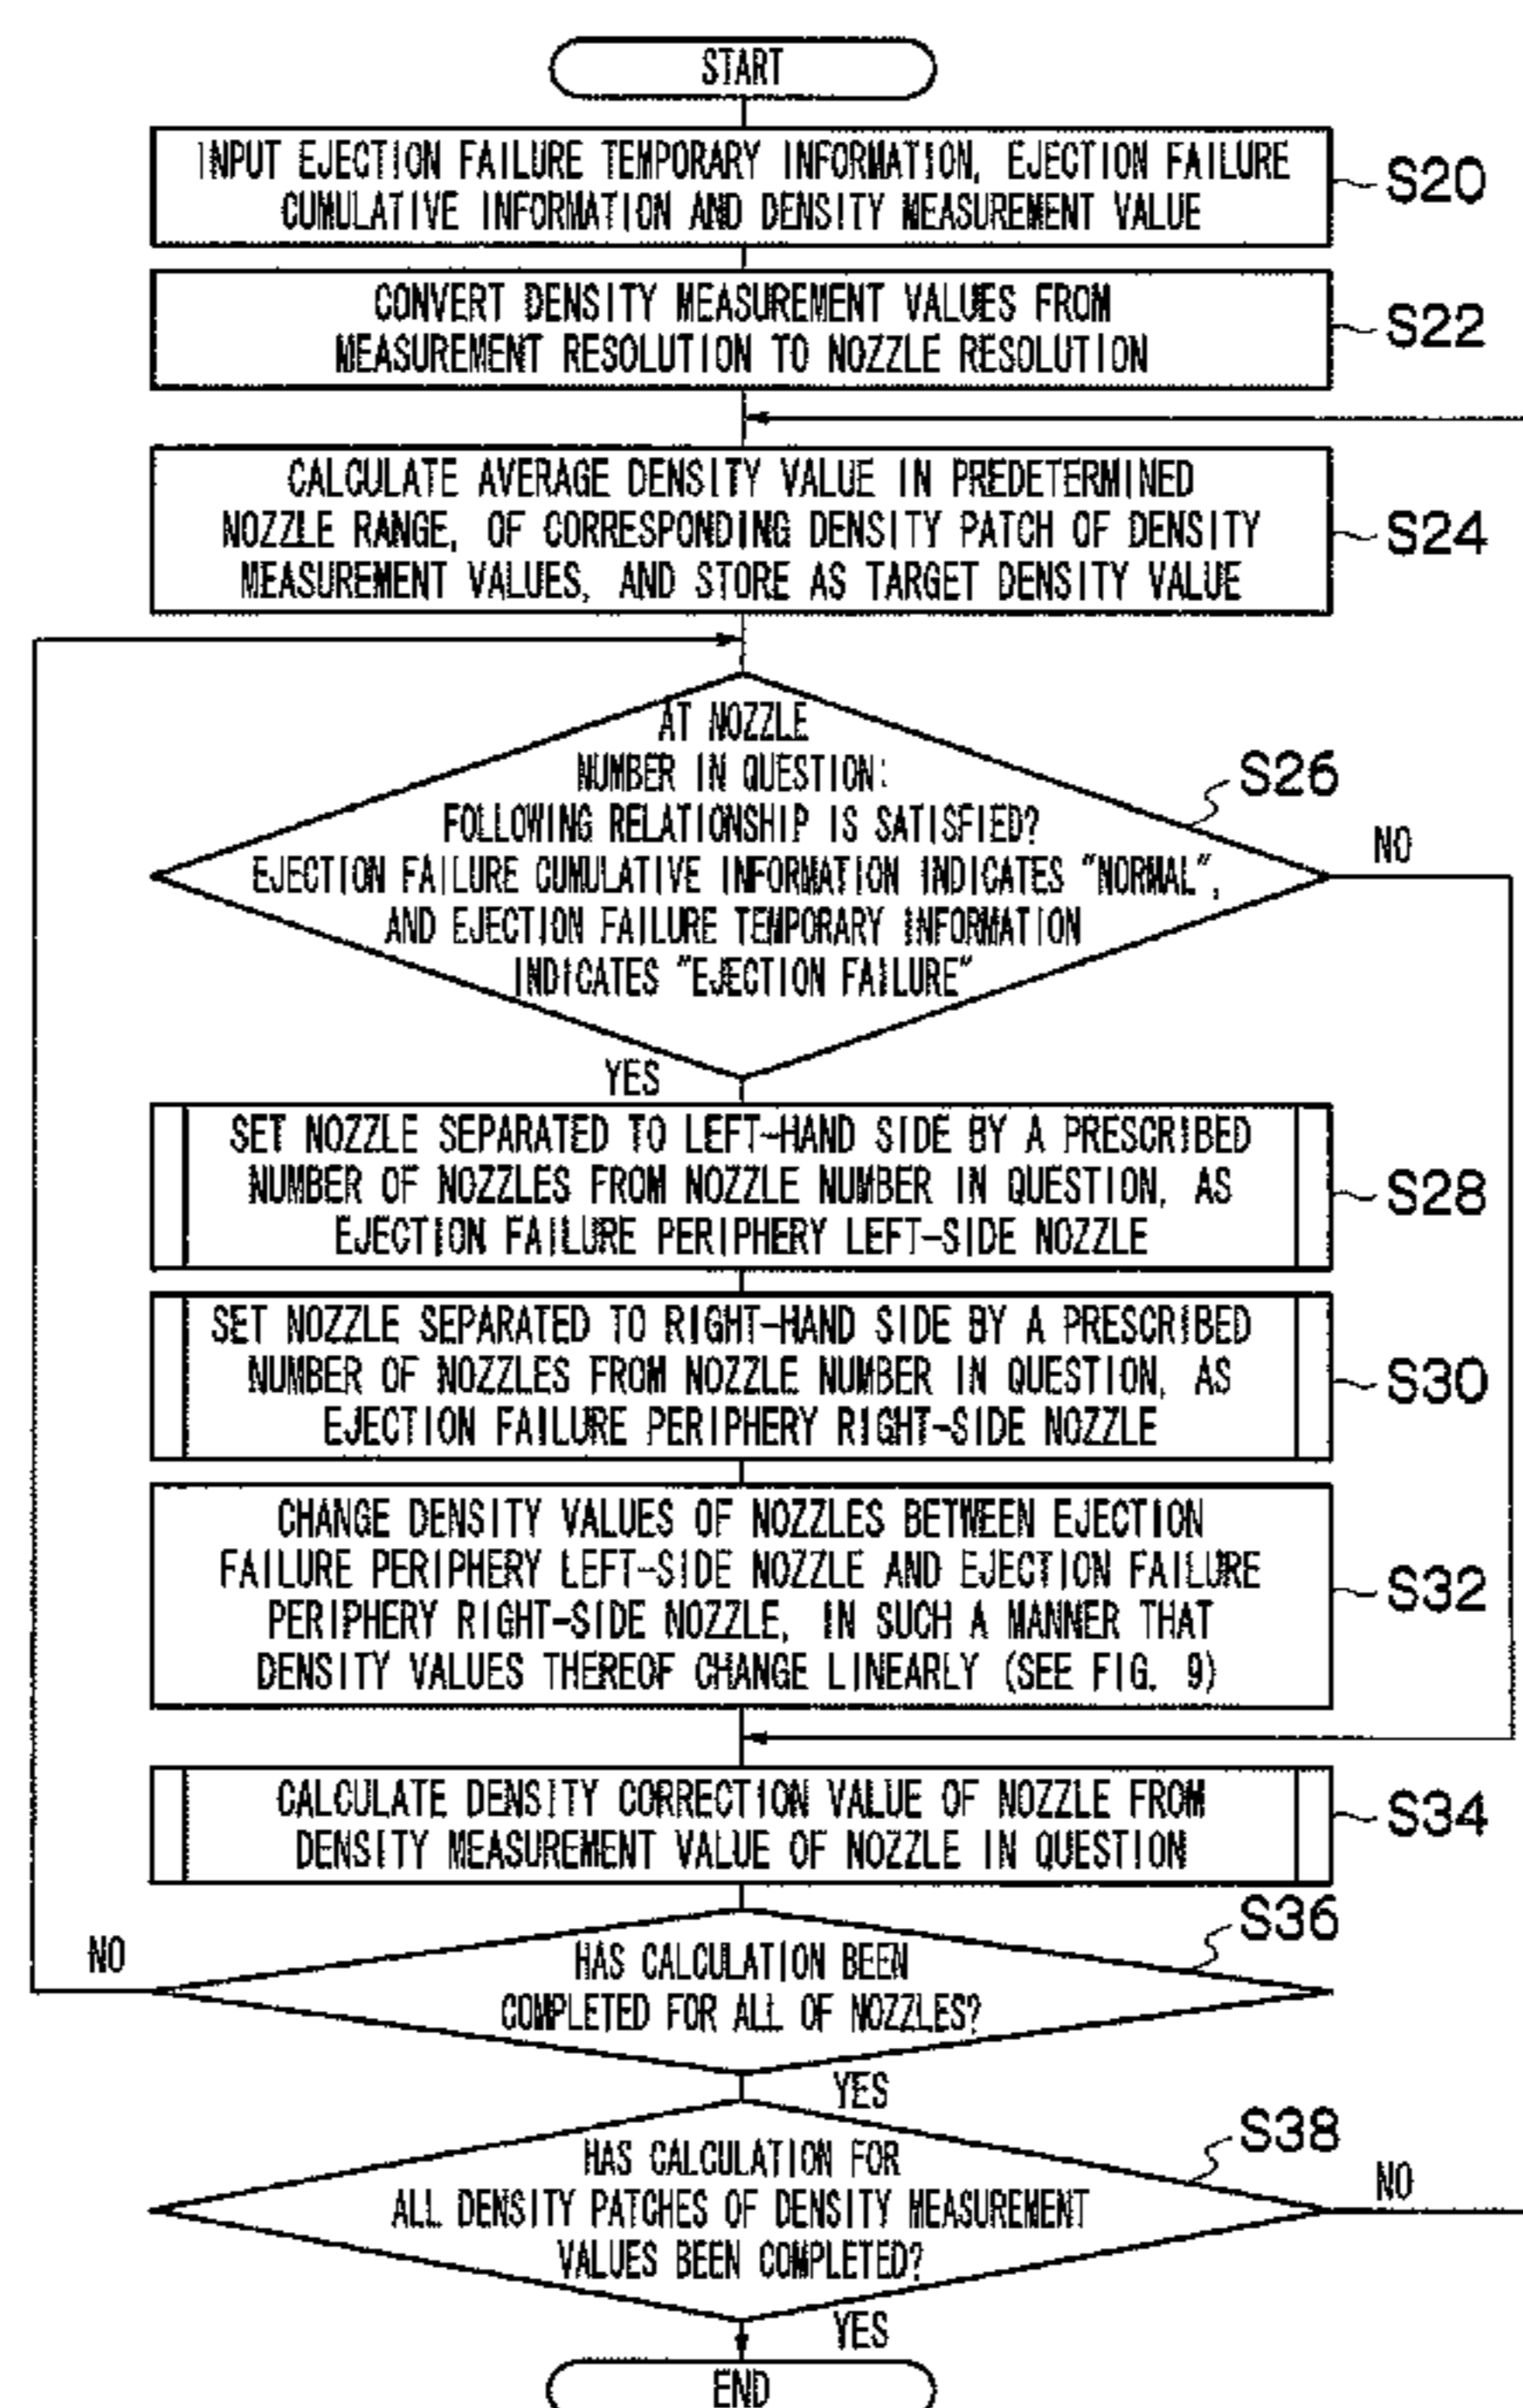 START
INPUT EJECTION FAILURE TEMPORARY INFORMATION, EJECTION FAILURE
CUMULATIVE INFORMATION AND DENSITY MEASUREMENT VALUE
S20
CONVERT DENSITY MEASUREMENT VALUES FROM
MEASUREMENT RESOLUTION TO NOZZLE RESOLUTION
S22
CALCULATE AVERAGE DENSITY VALUE IN PREDETERMINED
NOZZLE RANGE, OF CORRESPONDING DENSITY PATCH OF DENSITY
MEASUREMENT VALUES, AND STORE AS TARGET DENSITY VALUE
S24
AT NOZZLE
NUMBER IN QUESTION:
FOLLOWING RELATIONSHIP IS SATISFIED?
EJECTION FAILURE CUMULATIVE INFORMATION INDICATES "NORMAL",
AND EJECTION FAILURE TEMPORARY INFORMATION
INDICATES "EJECTION FAILURE"
S26
NO
YES
SET NOZZLE SEPARATED TO LEFT-HAND SIDE BY A PRESCRIBED
NUMBER OF NOZZLES FROM NOZZLE NUMBER IN QUESTION, AS
EJECTION FAILURE PERIPHERY LEFT-SIDE NOZZLE
S28
SET NOZZLE SEPARATED TO RIGHT-HAND SIDE BY A PRESCRIBED
NUMBER OF NOZZLES FROM NOZZLE NUMBER IN QUESTION, AS
EJECTION FAILURE PERIPHERY RIGHT-SIDE NOZZLE
S30
CHANGE DENSITY VALUES OF NOZZLES BETWEEN EJECTION
FAILURE PERIPHERY LEFT-SIDE NOZZLE AND EJECTION FAILURE
PERIPHERY RIGHT-SIDE NOZZLE, IN SUCH A MANNER THAT
DENSITY VALUES THEREOF CHANGE LINEARLY (SEE FIG. 9)
S32
CALCULATE DENSITY CORRECTION VALUE OF NOZZLE FROM
DENSITY MEASUREMENT VALUE OF NOZZLE IN QUESTION
S34
HAS CALCULATION BEEN
COMPLETED FOR ALL OF NOZZLES?
S36
NO
YES
HAS CALCULATION FOR
ALL DENSITY PATCHES OF DENSITY MEASUREMENT
VALUES BEEN COMPLETED?
S38
NO
YES
END